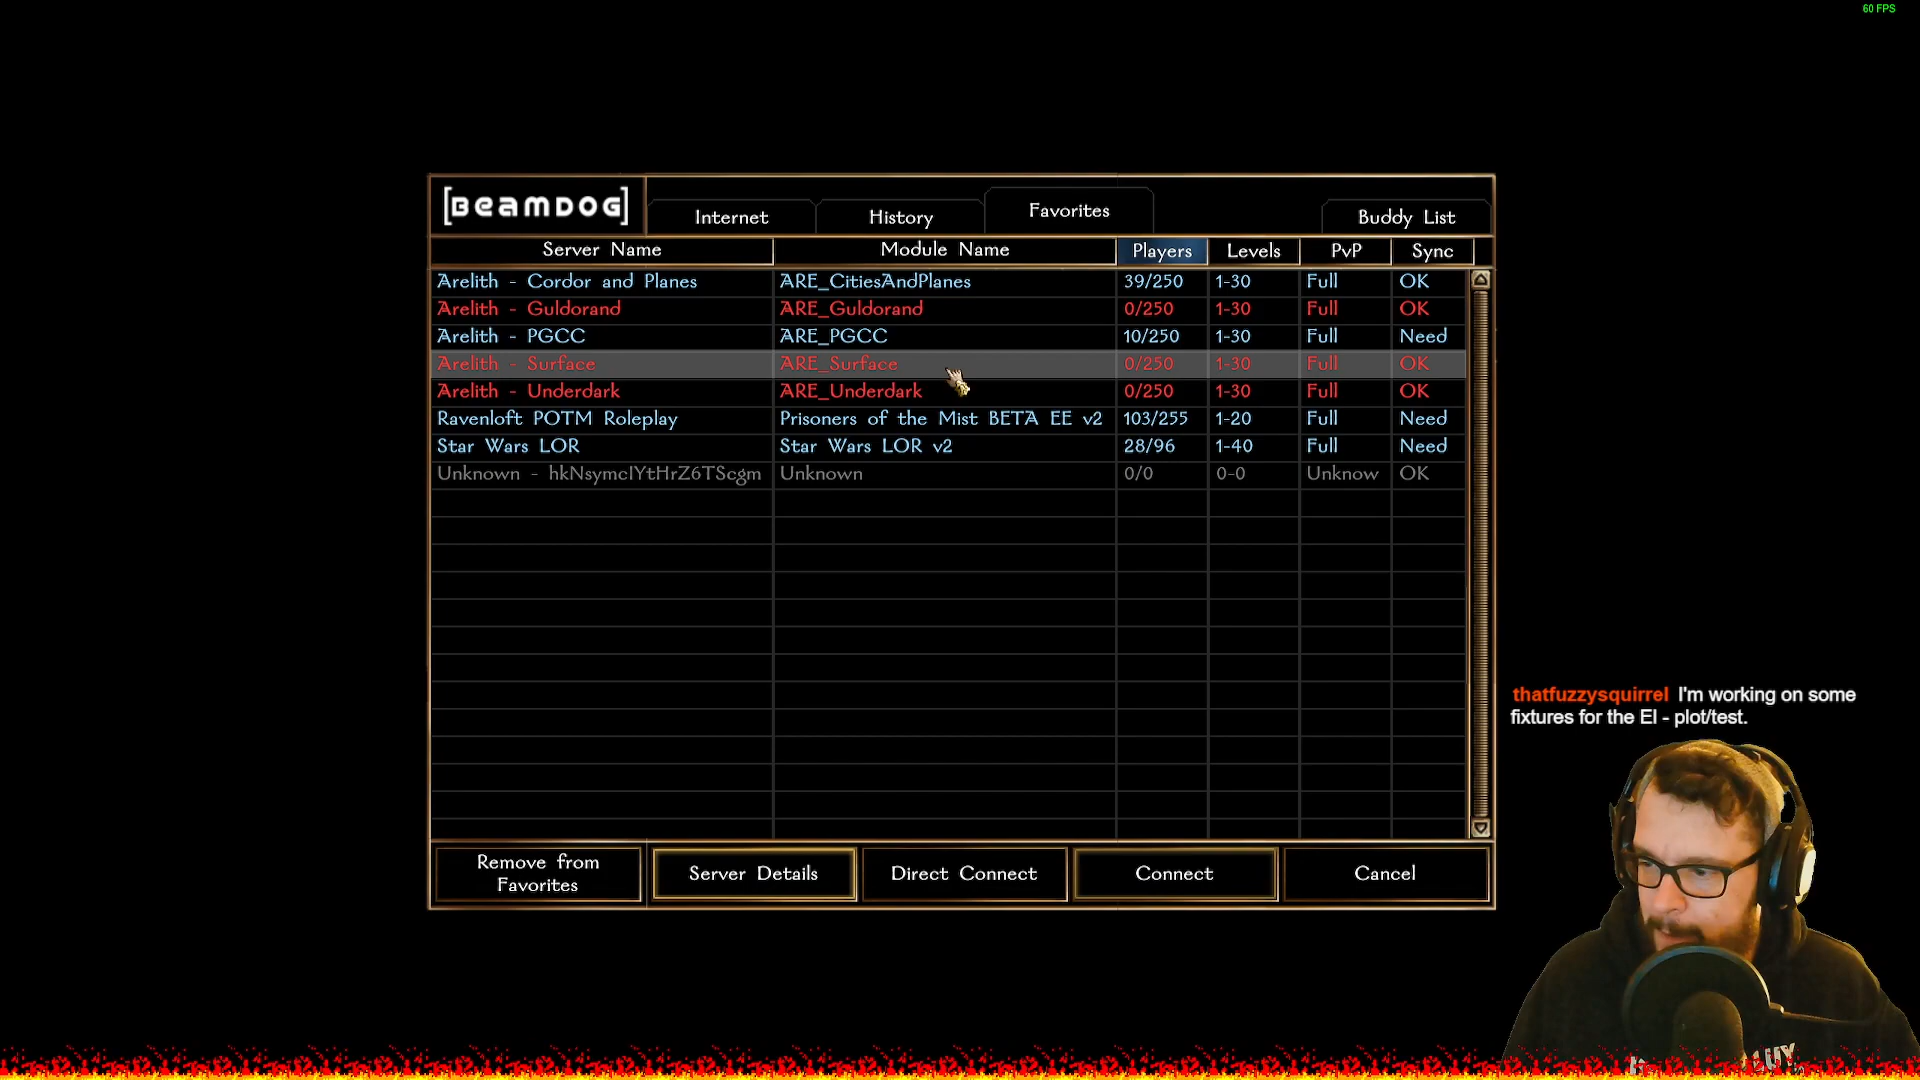 60 FPS
[BEAMDOG]
Internet History Favorites Buddy List
Server Name Module Name Players Levels PvP Sync
Arelith - Cordor and Planes ARE_CitiesAndPlanes 39/250 1-30 Full OK
Arelith - Guldorand ARE_Guldorand 0/250 1-30 Full OK
Arelith - PGCC ARE_PGCC 10/250 1-30 Full Need
Arelith - Surface ARE_Surface 0/250 1-30 Full OK
Arelith - Underdark ARE_Underdark 0/250 1-30 Full OK
Ravenloft POTM Roleplay Prisoners of the Mist BETA EE v2 103/255 1-20 Full Need
Star Wars LOR Star Wars LOR v2 28/96 1-40 Full Need
Unknown - hkNsymcIYtHrZ6TScgm Unknown 0/0 0-0 Unknow OK
thatfuzzysquirrel I'm working on some
fixtures for the EI - plot/test.
Remove from
Favorites
Server Details Direct Connect Connect Cancel